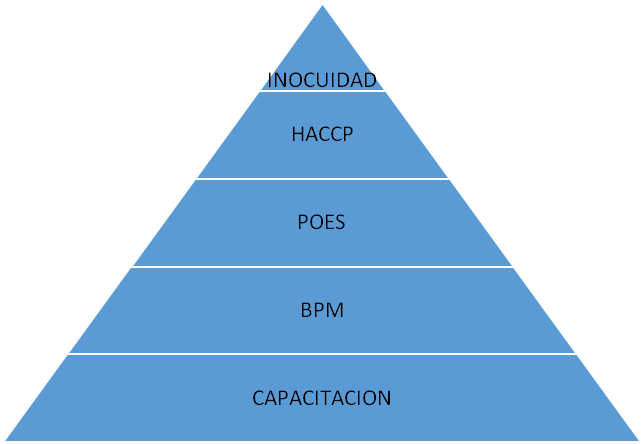 INOCUIDAD
HACCP
POES
BPM
CAPACITACION